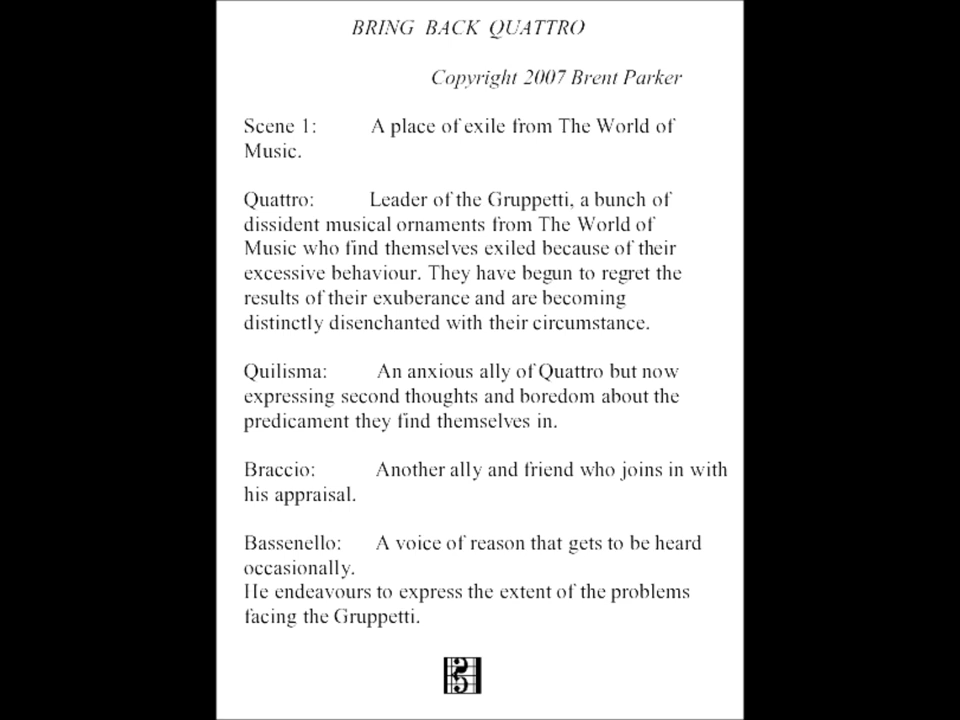 BRING BACK QUATTRO
Copyright 2007 Brent Parker
Scene 1: A place of exile from The World of
Music.
Quattro: Leader of the Gruppetti, a bunch of
dissident musical ornaments from The World of
Music who find themselves exiled because of their
excessive behaviour. They have begun to regret the
results of their exuberance and are becoming
distinctly disenchanted with their circumstance.
Quilisma: An anxious ally of Quattro but now
expressing second thoughts and boredom about the
predicament they find themselves in.
Braccio: Another ally and friend who joins in with
his appraisal.
Bassenello: A voice of reason that gets to be heard
occasionally.
He endeavours to express the extent of the problems
facing the Gruppetti.